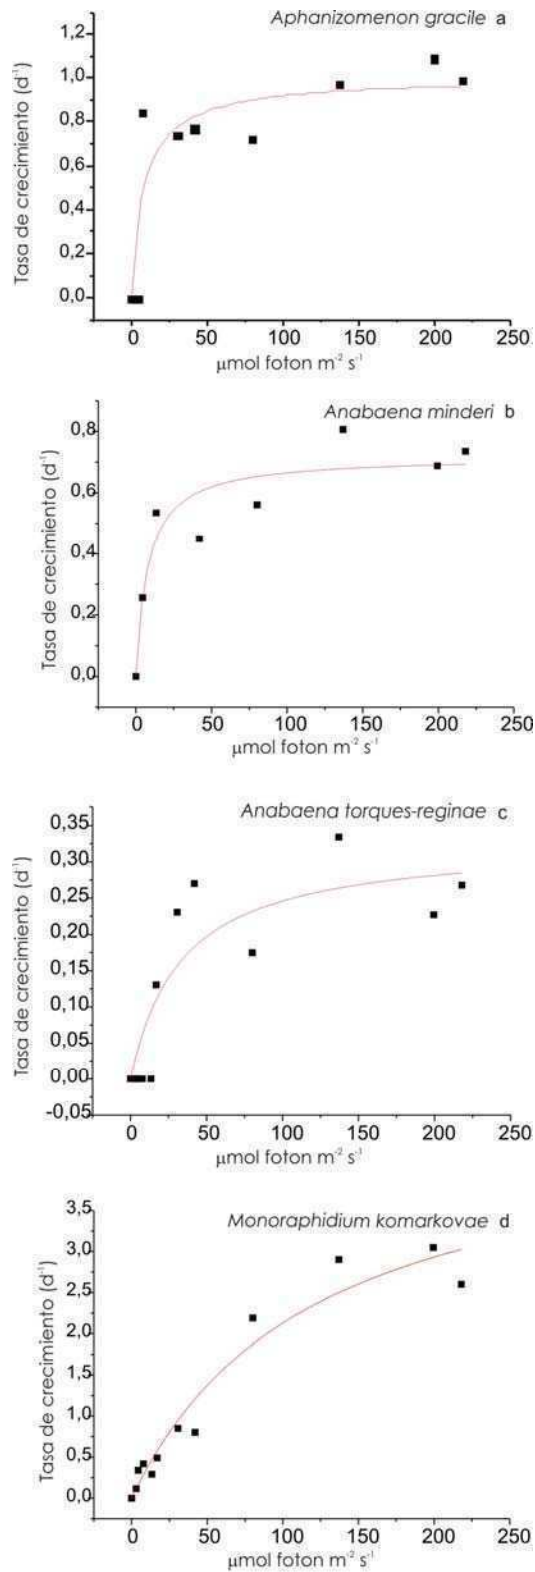 Aphanizomenon gracile a
1,2
1,0
0,8
0,6
0,4
0,2
0,0
Tasa de crecimiento (d⁻¹)
0 50 100 150 200 250
μmol foton m⁻² s⁻¹
Anabaena minderi b
0,8
0,6
0,4
0,2
0,0
Tasa de crecimiento (d⁻¹)
0 50 100 150 200 250
μmol foton m⁻² s⁻¹
Anabaena torques-reginae c
0,35
0,30
0,25
0,20
0,15
0,10
0,05
0,00
-0,05
Tasa de crecimiento (d⁻¹)
0 50 100 150 200 250
μmol foton m⁻² s⁻¹
Monoraphidium komarkovae d
3,5
3,0
2,5
2,0
1,5
1,0
0,5
0,0
Tasa de crecimiento (d⁻¹)
0 50 100 150 200 250
μmol foton m⁻² s⁻¹